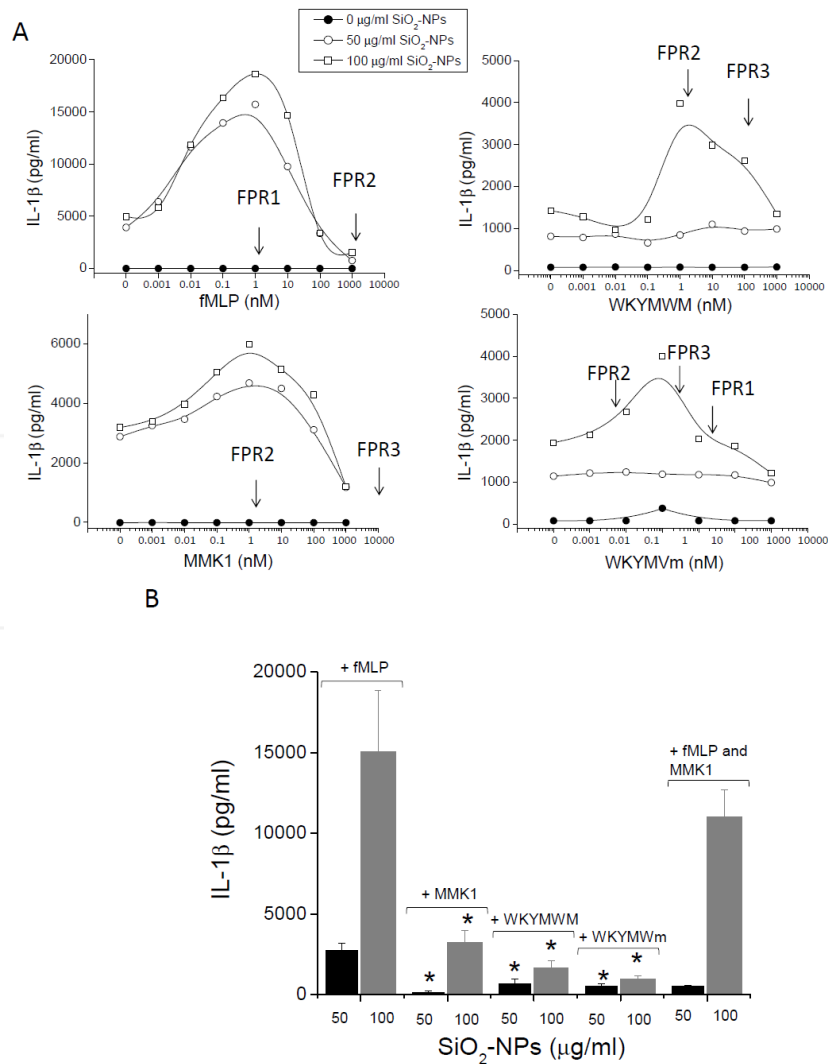 A
0 μg/ml SiO₂-NPs
50 μg/ml SiO₂-NPs
100 μg/ml SiO₂-NPs
20000
15000
10000
5000
0
IL-1β (pg/ml)
FPR1
FPR2
0 0.001 0.01 0.1 1 10 100 1000
fMLP (nM)
5000
4000
3000
2000
1000
0
IL-1β (pg/ml)
FPR2
FPR3
0 0.001 0.01 0.1 1 10 100 1000
WKYMWM (nM)
6000
4000
2000
0
IL-1β (pg/ml)
FPR2
FPR3
0 0.001 0.01 0.1 1 10 100 1000 10000
MMK1 (nM)
5000
4000
3000
2000
1000
0
IL-1β (pg/ml)
FPR2
FPR3
FPR1
0 0.001 0.01 0.1 1 10 1000
WKYMVm (nM)
B
20000
15000
10000
5000
0
IL-1β (pg/ml)
+ fMLP
+ MMK1
+ WKYMWM
+ WKYMWm
+ fMLP and
MMK1
* * * * * *
50 100 50 100 50 100 50 100 50 100
SiO₂-NPs (μg/ml)